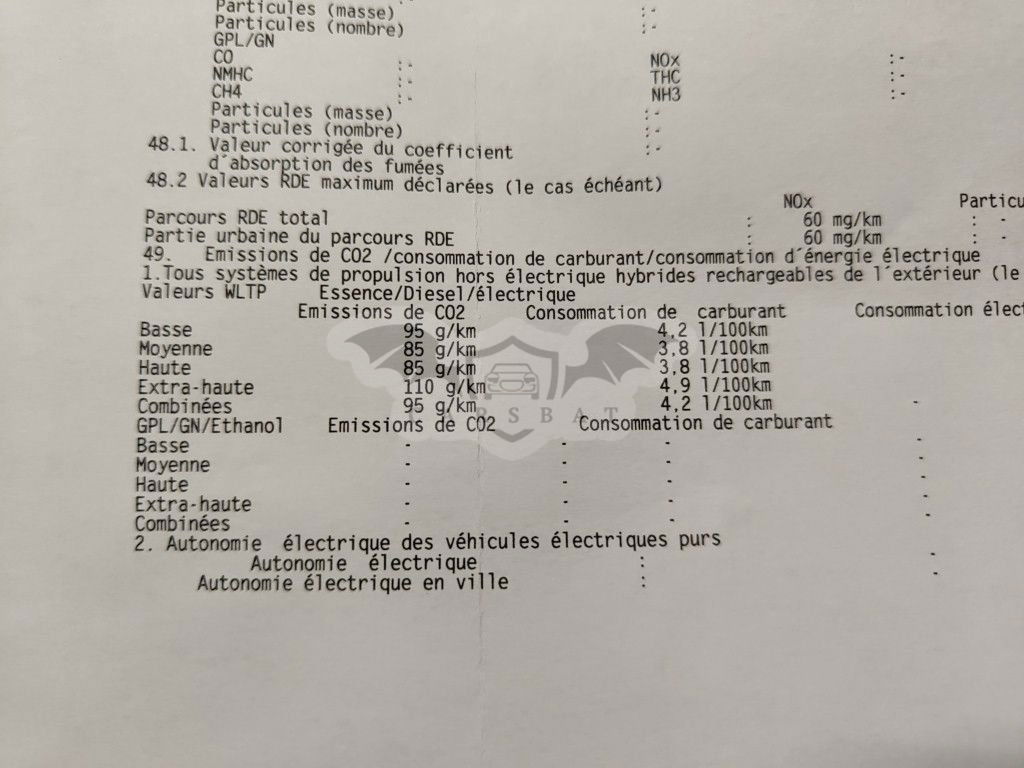 Particules (masse) :-
Particules (nombre) :-
GPL/GN
CO :- NOx :-
NMHC :- THC :-
CH4 :- NH3 :-
Particules (masse) :-
Particules (nombre) :-
48.1. Valeur corrigée du coefficient :-
d´absorption des fumées
48.2 Valeurs RDE maximum déclarées (le cas échéant)
NOx Particu
Parcours RDE total : 60 mg/km : -
Partie urbaine du parcours RDE : 60 mg/km : -
49. Emissions de CO2 /consommation de carburant/consommation d´énergie électrique
1.Tous systèmes de propulsion hors électrique hybrides rechargeables de l´extérieur (le
Valeurs WLTP Essence/Diesel/électrique
Emissions de CO2 Consommation de carburant Consommation élect
Basse 95 g/km 4,2 l/100km
Moyenne 85 g/km 3,8 l/100km
Haute 85 g/km 3,8 l/100km
Extra-haute 110 g/km 4,9 l/100km
Combinées 95 g/km 4,2 l/100km -
ARSBAT
GPL/GN/Ethanol Emissions de CO2 Consommation de carburant
Basse - - - -
Moyenne - - - -
Haute - - - -
Extra-haute - - - -
Combinées - - - -
2. Autonomie électrique des véhicules électriques purs
Autonomie électrique : -
Autonomie électrique en ville : -